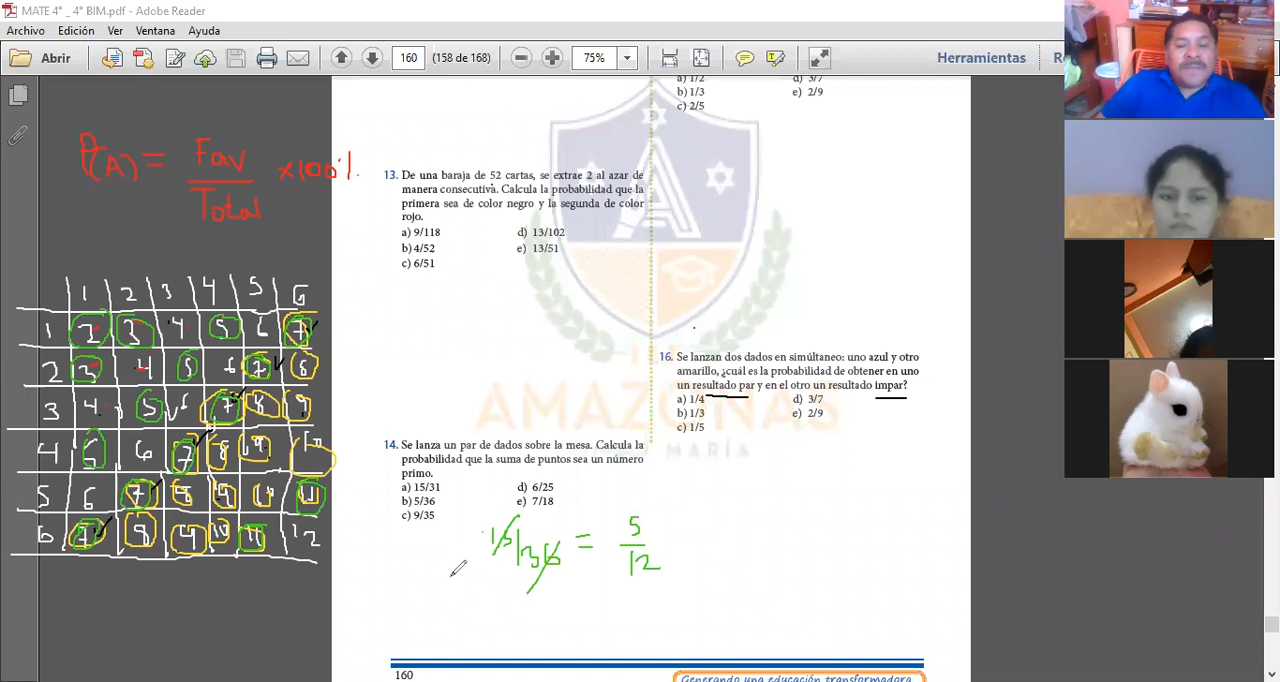 MATE 4° _ 4° BIM.pdf - Adobe Reader
Archivo Edición Ver Ventana Ayuda
Abrir 160 (158 de 168) 75% Herramientas
a) 1/2 d) 3/7
b) 1/3 e) 2/9
c) 2/5
P(A) = Fav / Total x100%
13. De una baraja de 52 cartas, se extrae 2 al azar de
manera consecutiva. Calcula la probabilidad que la
primera sea de color negro y la segunda de color
rojo.
a) 9/118 d) 13/102
b) 4/52 e) 13/51
c) 6/51
1 2 3 4 5 6
1 2 3 4 5 6 7
2 3 4 5 6 7 8
3 4 5 6 7 8 9
4 5 6 7 8 9
5 6 7 8 9 11
6 7 8 9 10 11 12
AMAZONAS
MEDIA
16. Se lanzan dos dados en simúltaneo: uno azul y otro
amarillo, ¿cuál es la probabilidad de obtener en uno
un resultado par y en el otro un resultado impar?
a) 1/4 d) 3/7
b) 1/3 e) 2/9
c) 1/5
14. Se lanza un par de dados sobre la mesa. Calcula la
probabilidad que la suma de puntos sea un número
primo.
a) 15/31 d) 6/25
b) 5/36 e) 7/18
c) 9/35
15/36 = 5/12
160
Generando una educación transformadora